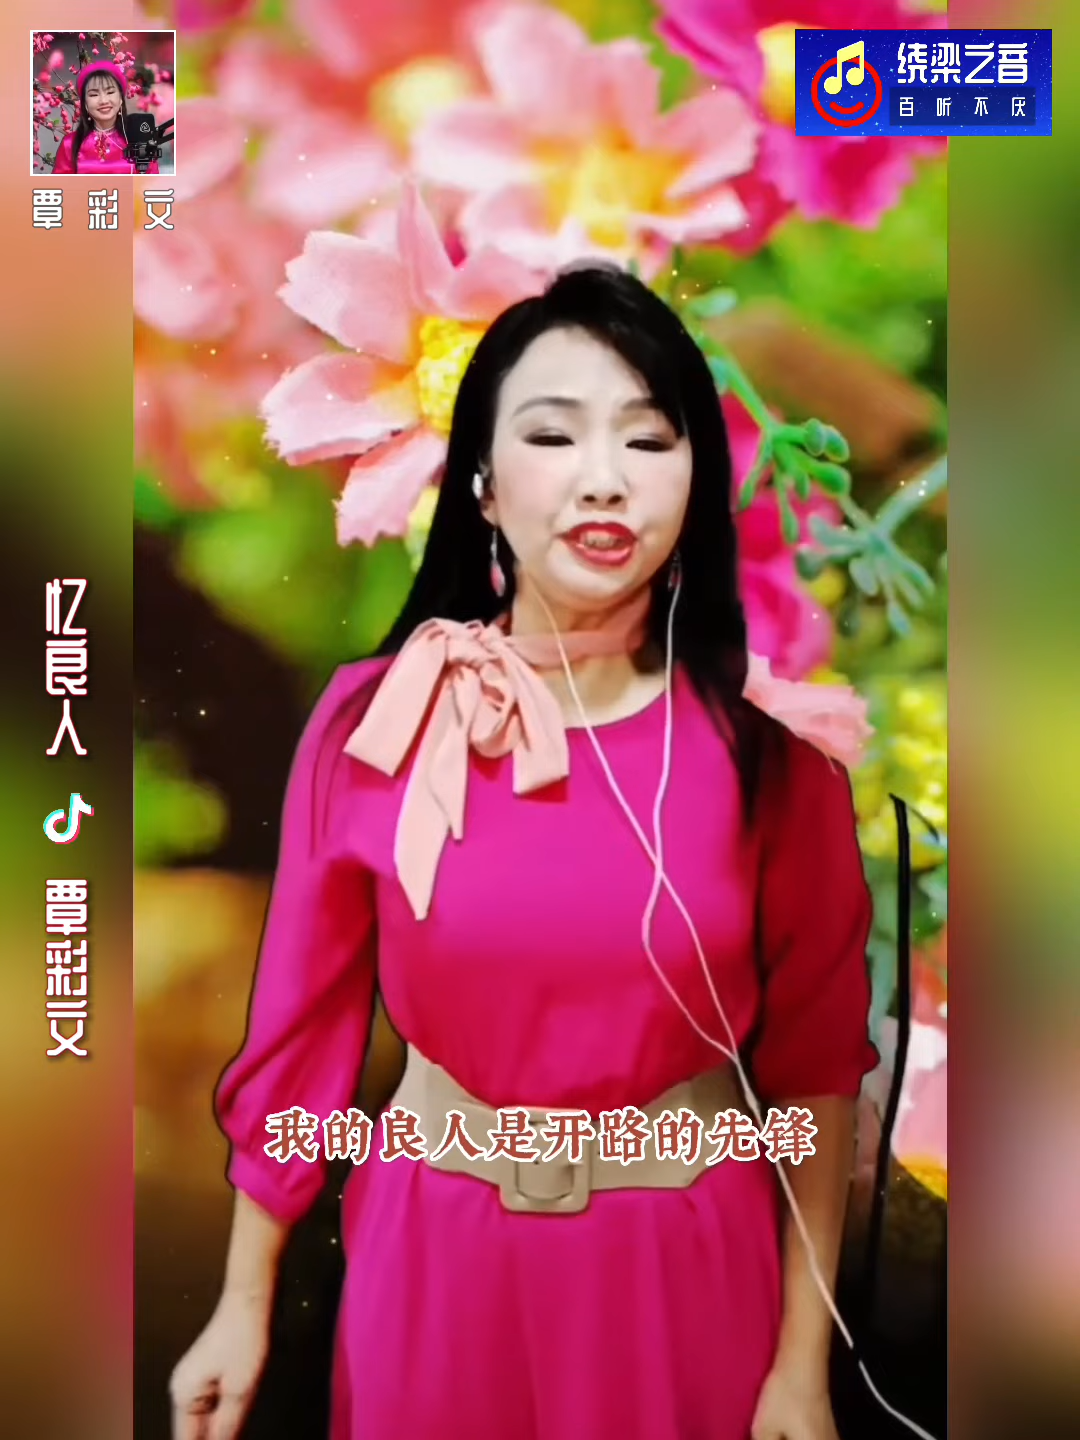 绕梁之音
百听不厌
覃彩文
忆良人
覃彩文
我的良人是开路的先锋